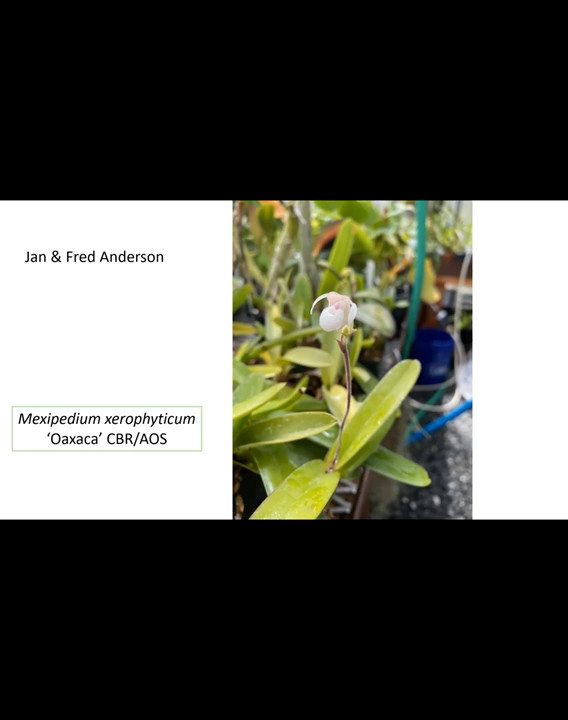 Jan & Fred Anderson
Mexipedium xerophyticum
‘Oaxaca’ CBR/AOS